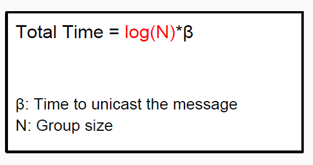 Total Time = log(N)*β
β: Time to unicast the message
N: Group size